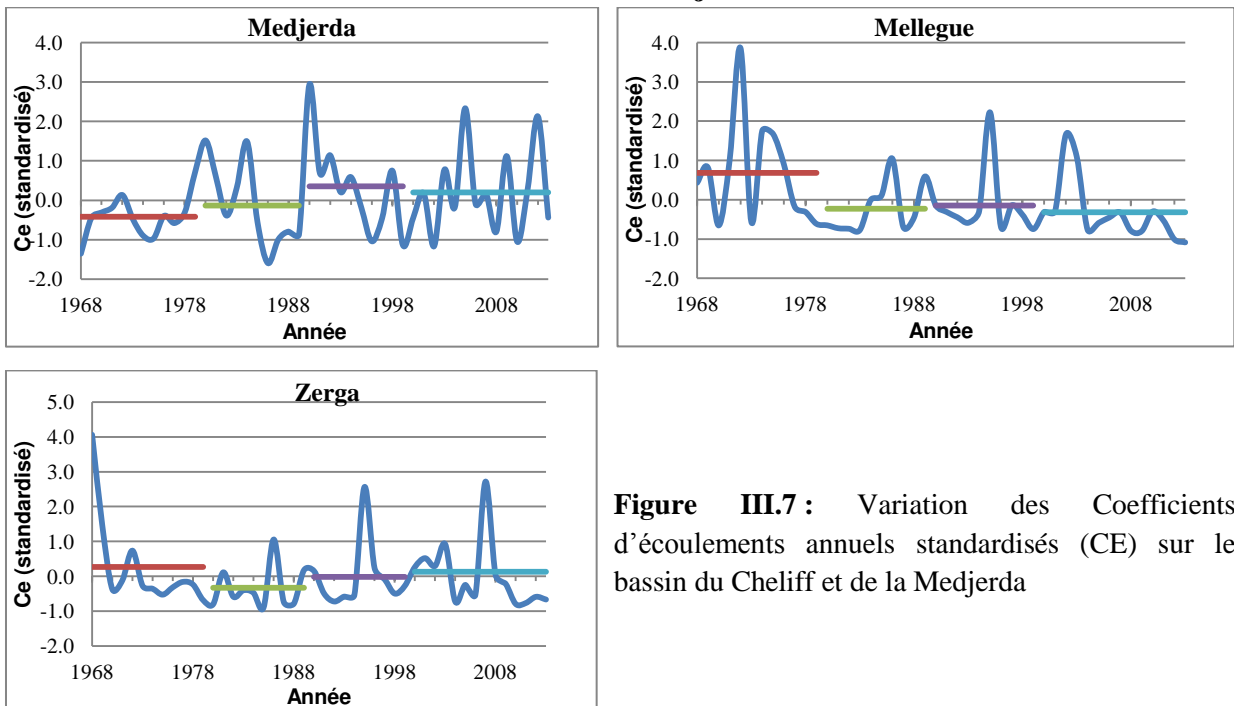 Medjerda
4.0
3.0
2.0
1.0
0.0
-1.0
-2.0
1968 1978 1988 1998 2008
Ce (standardisé)
Année
Mellegue
4.0
3.0
2.0
1.0
0.0
-1.0
-2.0
1968 1978 1988 1998 2008
Ce (standardisé)
Année
Zerga
5.0
4.0
3.0
2.0
1.0
0.0
-1.0
-2.0
1968 1978 1988 1998 2008
Ce (standardisé)
Année
Figure III.7 : Variation des Coefficients
d’écoulements annuels standardisés (CE) sur le
bassin du Cheliff et de la Medjerda